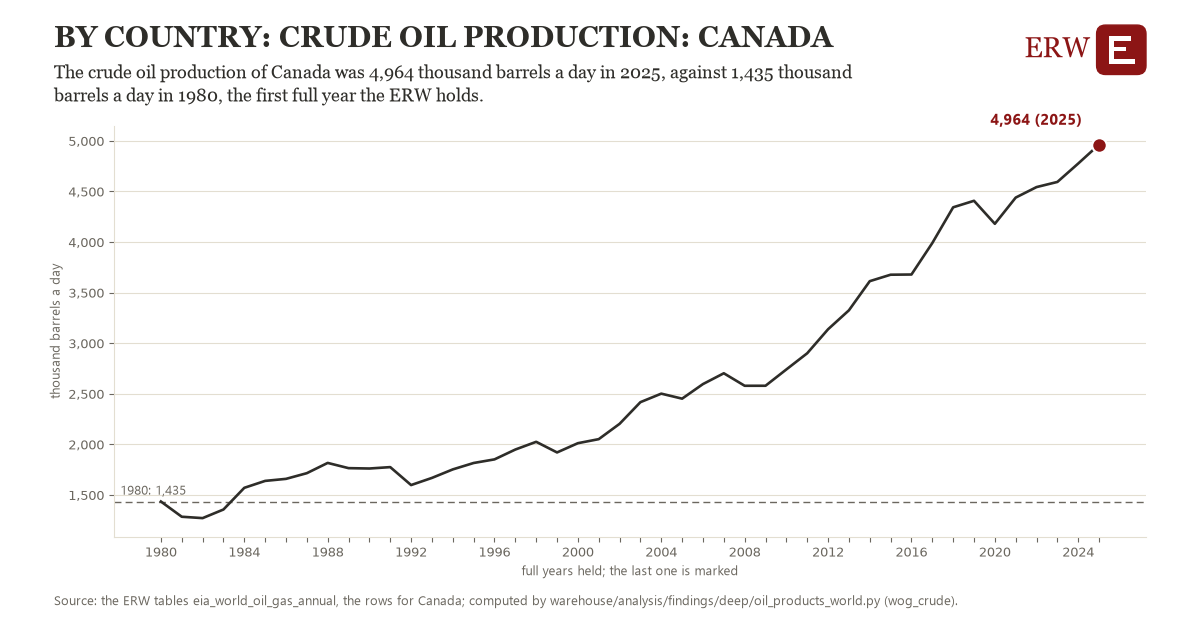 BY COUNTRY: CRUDE OIL PRODUCTION: CANADA
The crude oil production of Canada was 4,964 thousand barrels a day in 2025, against 1,435 thousand
barrels a day in 1980, the first full year the ERW holds.
ERW E
4,964 (2025)
5,000
4,500
4,000
3,500
3,000
2,500
2,000
1,500
thousand barrels a day
1980: 1,435
1980 1984 1988 1992 1996 2000 2004 2008 2012 2016 2020 2024
full years held; the last one is marked
Source: the ERW tables eia_world_oil_gas_annual, the rows for Canada; computed by warehouse/analysis/findings/deep/oil_products_world.py (wog_crude).